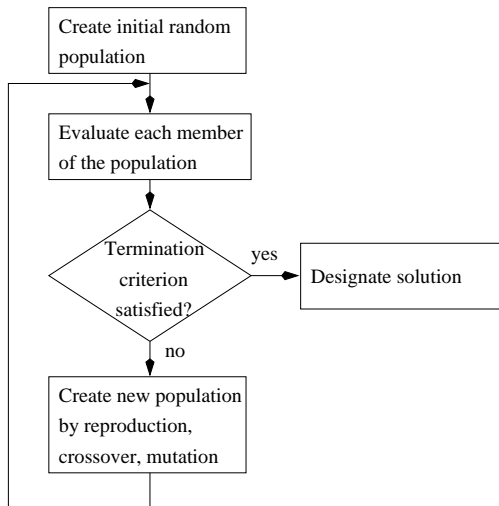 Create initial random
population
Evaluate each member
of the population
Termination
criterion
satisfied?
yes
Designate solution
no
Create new population
by reproduction,
crossover, mutation